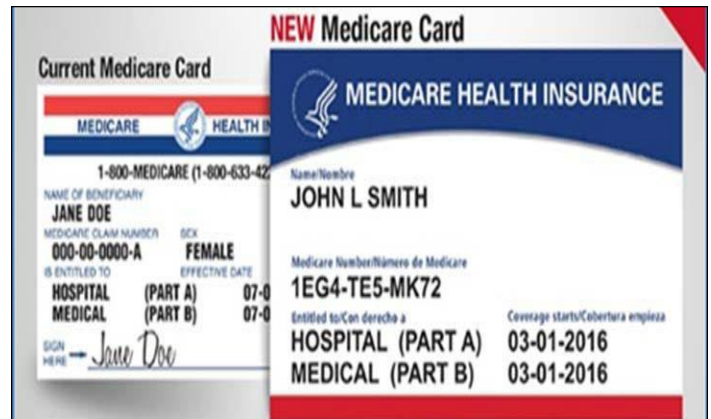 NEW Medicare Card
Current Medicare Card
MEDICARE HEALTH
1-800-MEDICARE (1-800-633-42
NAME OF BENEFICIARY
JANE DOE
MEDICARE CLAIM NUMBER SEX
000-00-0000-A FEMALE
IS ENTITLED TO EFFECTIVE DATE
HOSPITAL (PART A) 07-0
MEDICAL (PART B) 07-0
SIGN
HERE → Jane Doe
MEDICARE HEALTH INSURANCE
Name/Nombre
JOHN L SMITH
Medicare Number/Número de Medicare
1EG4-TE5-MK72
Entitled to/Con derecho a Coverage starts/Cobertura empieza
HOSPITAL (PART A) 03-01-2016
MEDICAL (PART B) 03-01-2016